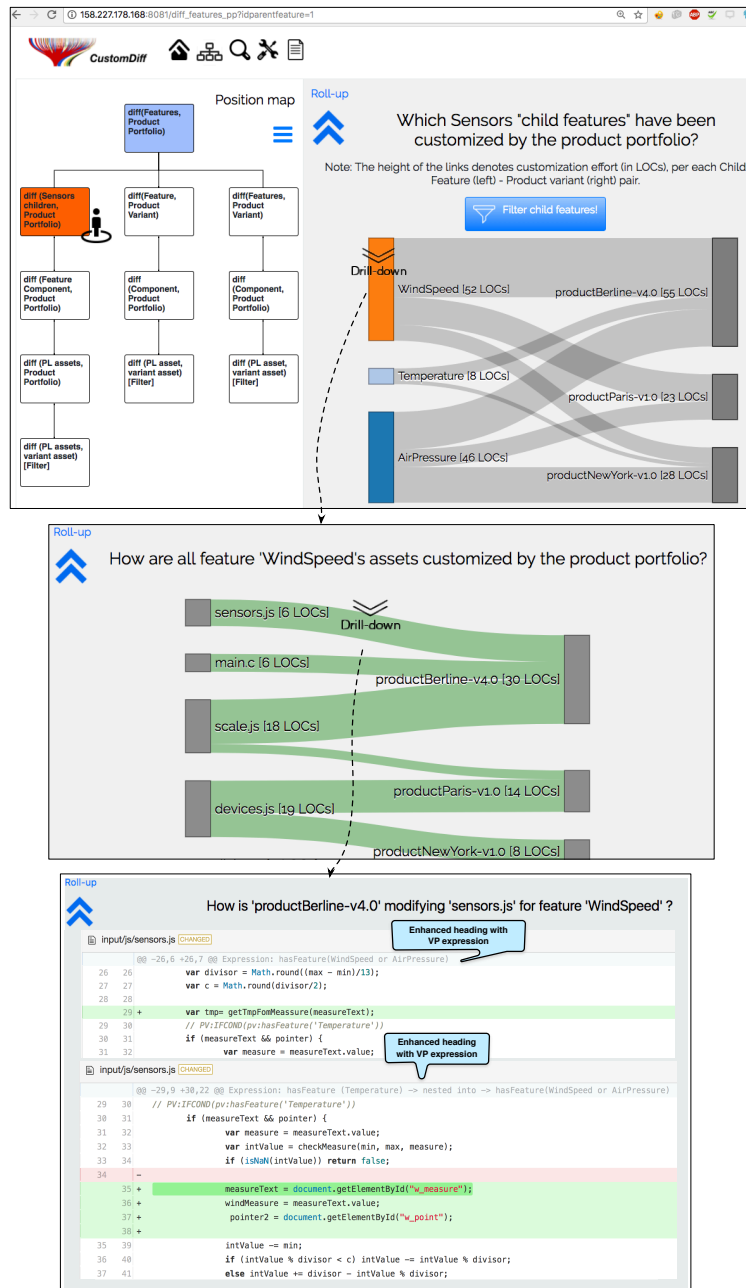 158.227.178.168:8081/diff_features_pp?idparentfeature=1
CustomDiff
Position map
diff(Features,
Product
Portfolio)
diff (Sensors
children,
Product
Portfolio)
diff(Feature,
Product
Variant)
diff(Features,
Product
Variant)
diff (Feature
Component,
Product
Portfolio)
diff
(Component,
Product
Portfolio)
diff
(Component,
Product
Portfolio)
diff (PL assets,
Product
Portfolio)
diff (PL asset,
variant asset)
[Filter]
diff (PL asset,
variant asset)
[Filter]
diff (PL assets,
variant asset)
[Filter]
Roll-up
Which Sensors "child features" have been
customized by the product portfolio?
Note: The height of the links denotes customization effort (in LOCs), per each Child
Feature (left) - Product variant (right) pair.
Filter child features!
Drill-down
WindSpeed [52 LOCs]
productBerline-v4.0 [55 LOCs]
Temperature [8 LOCs]
productParis-v1.0 [23 LOCs]
AirPressure [46 LOCs]
productNewYork-v1.0 [28 LOCs]
Roll-up
How are all feature 'WindSpeed's assets customized by the product portfolio?
sensors.js [6 LOCs]
Drill-down
main.c [6 LOCs]
productBerline-v4.0 [30 LOCs]
scale.js [18 LOCs]
productParis-v1.0 [14 LOCs]
devices.js [19 LOCs]
productNewYork-v1.0 [8 LOCs]
Roll-up
How is 'productBerline-v4.0' modifying 'sensors.js' for feature 'WindSpeed' ?
Enhanced heading with
VP expression
input/js/sensors.js CHANGED
@@ -26,6 +26,7 @@ Expression: hasFeature(WindSpeed or AirPressure)
26 26 var divisor = Math.round((max - min)/13);
27 27 var c = Math.round(divisor/2);
28 28
29 + var tmp= getTmpFomMeassure(measureText);
29 30 // PV:IFCOND(pv:hasFeature('Temperature'))
30 31 if (measureText && pointer) {
31 32 var measure = measureText.value;
Enhanced heading
with VP expression
input/js/sensors.js CHANGED
@@ -29,9 +30,22 @@ Expression: hasFeature (Temperature) -> nested into -> hasFeature(WindSpeed or AirPressure)
29 30 // PV:IFCOND(pv:hasFeature('Temperature'))
30 31 if (measureText && pointer) {
31 32 var measure = measureText.value;
32 33 var intValue = checkMeasure(min, max, measure);
33 34 if (isNaN(intValue)) return false;
34 -
35 + measureText = document.getElementById("w_measure");
36 + windMeasure = measureText.value;
37 + pointer2 = document.getElementById("w_point");
38 +
35 39 intValue -= min;
36 40 if (intValue % divisor < c) intValue -= intValue % divisor;
37 41 else intValue += divisor - intValue % divisor;